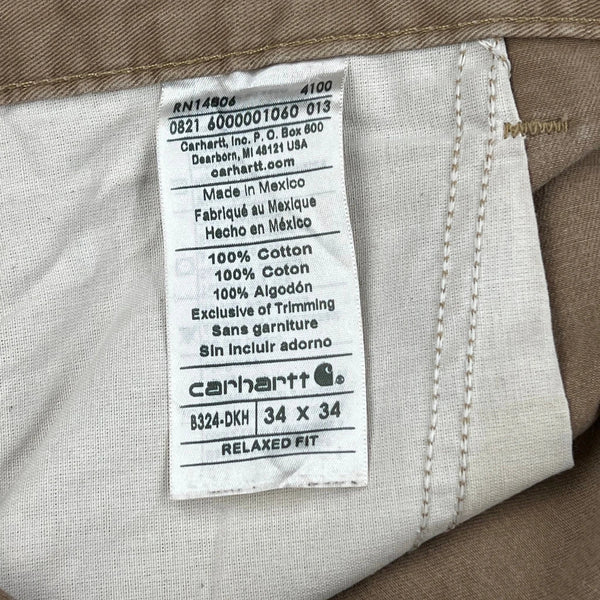 RN14806 4100
0821 6000001060 013
Carhartt, Inc. P.O. Box 600
Dearborn, MI 48121 USA
carhartt.com
Made in Mexico
Fabriqué au Mexique
Hecho en México
100% Cotton
100% Coton
100% Algodón
Exclusive of Trimming
Sans garniture
Sin incluir adorno
carhartt ®
B324-DKH 34 x 34
RELAXED FIT